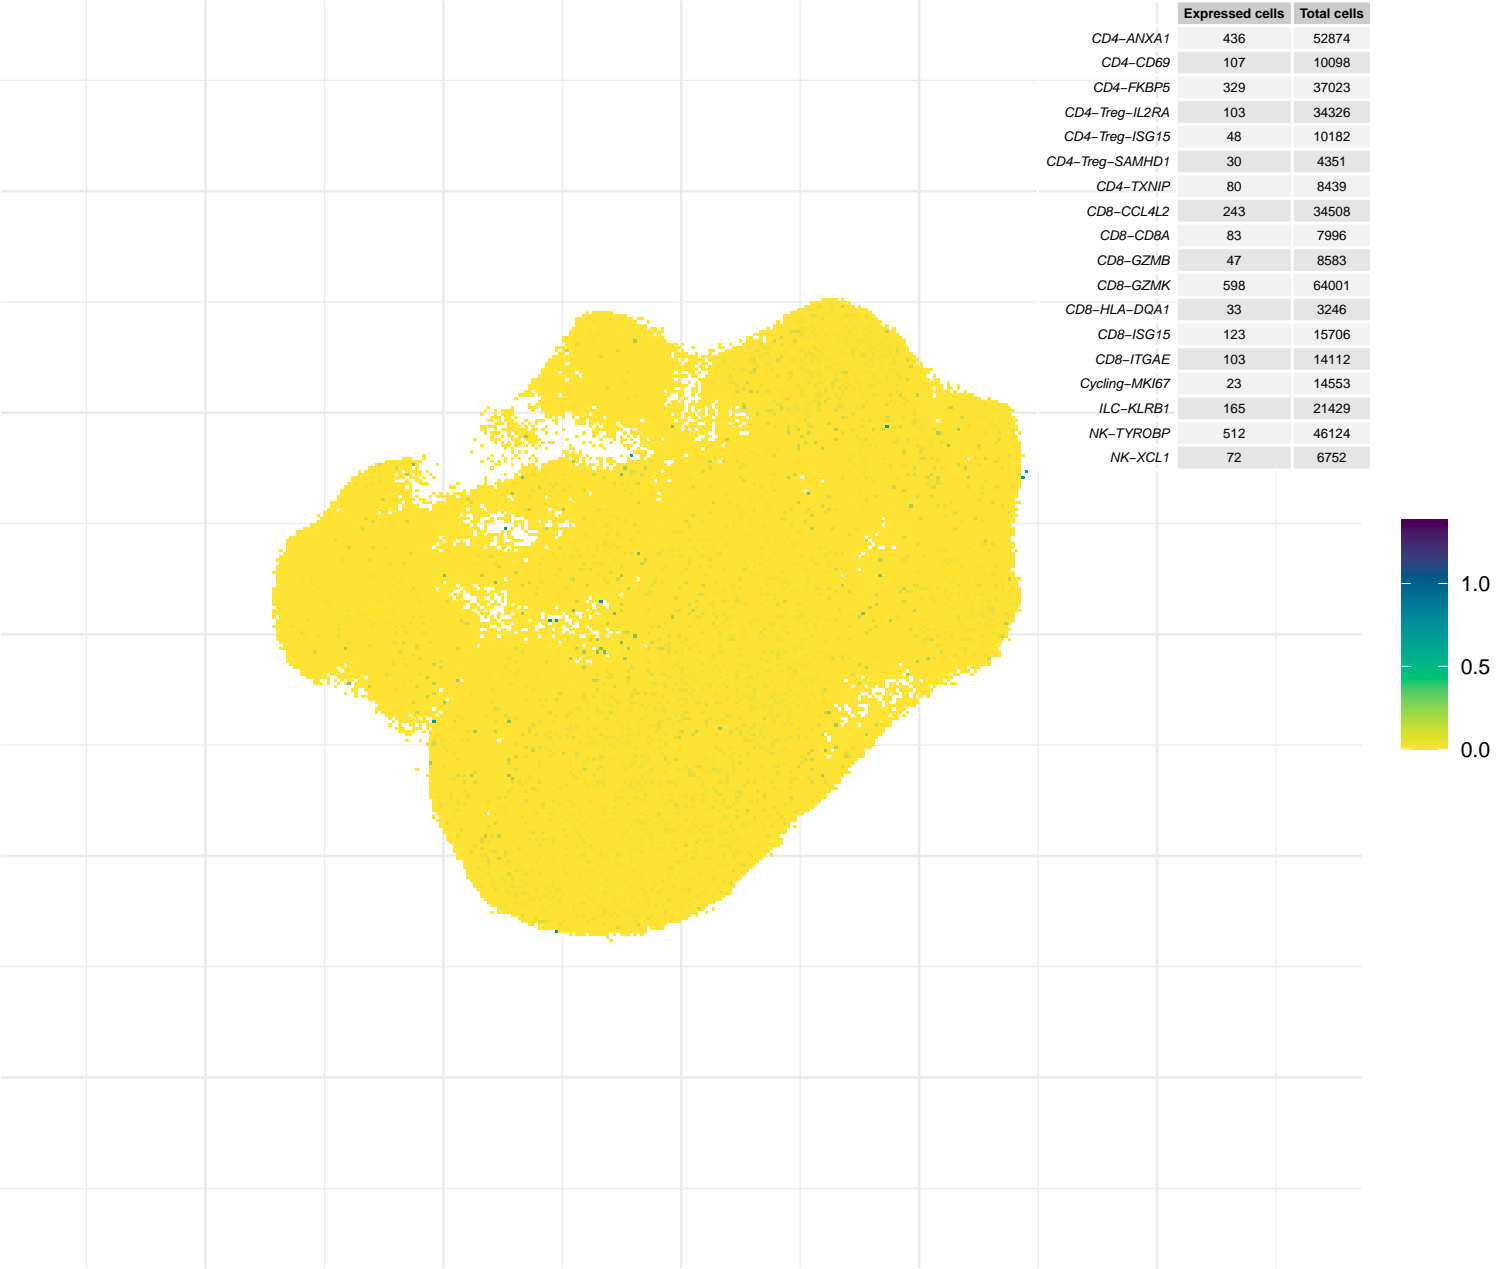 Expressed cells Total cells
CD4−ANXA1 436 52874
CD4−CD69 107 10098
CD4−FKBP5 329 37023
CD4−Treg−IL2RA 103 34326
CD4−Treg−ISG15 48 10182
CD4−Treg−SAMHD1 30 4351
CD4−TXNIP 80 8439
CD8−CCL4L2 243 34508
CD8−CD8A 83 7996
CD8−GZMB 47 8583
CD8−GZMK 598 64001
CD8−HLA−DQA1 33 3246
CD8−ISG15 123 15706
CD8−ITGAE 103 14112
Cycling−MKI67 23 14553
ILC−KLRB1 165 21429
NK−TYROBP 512 46124
NK−XCL1 72 6752
1.0
0.5
0.0